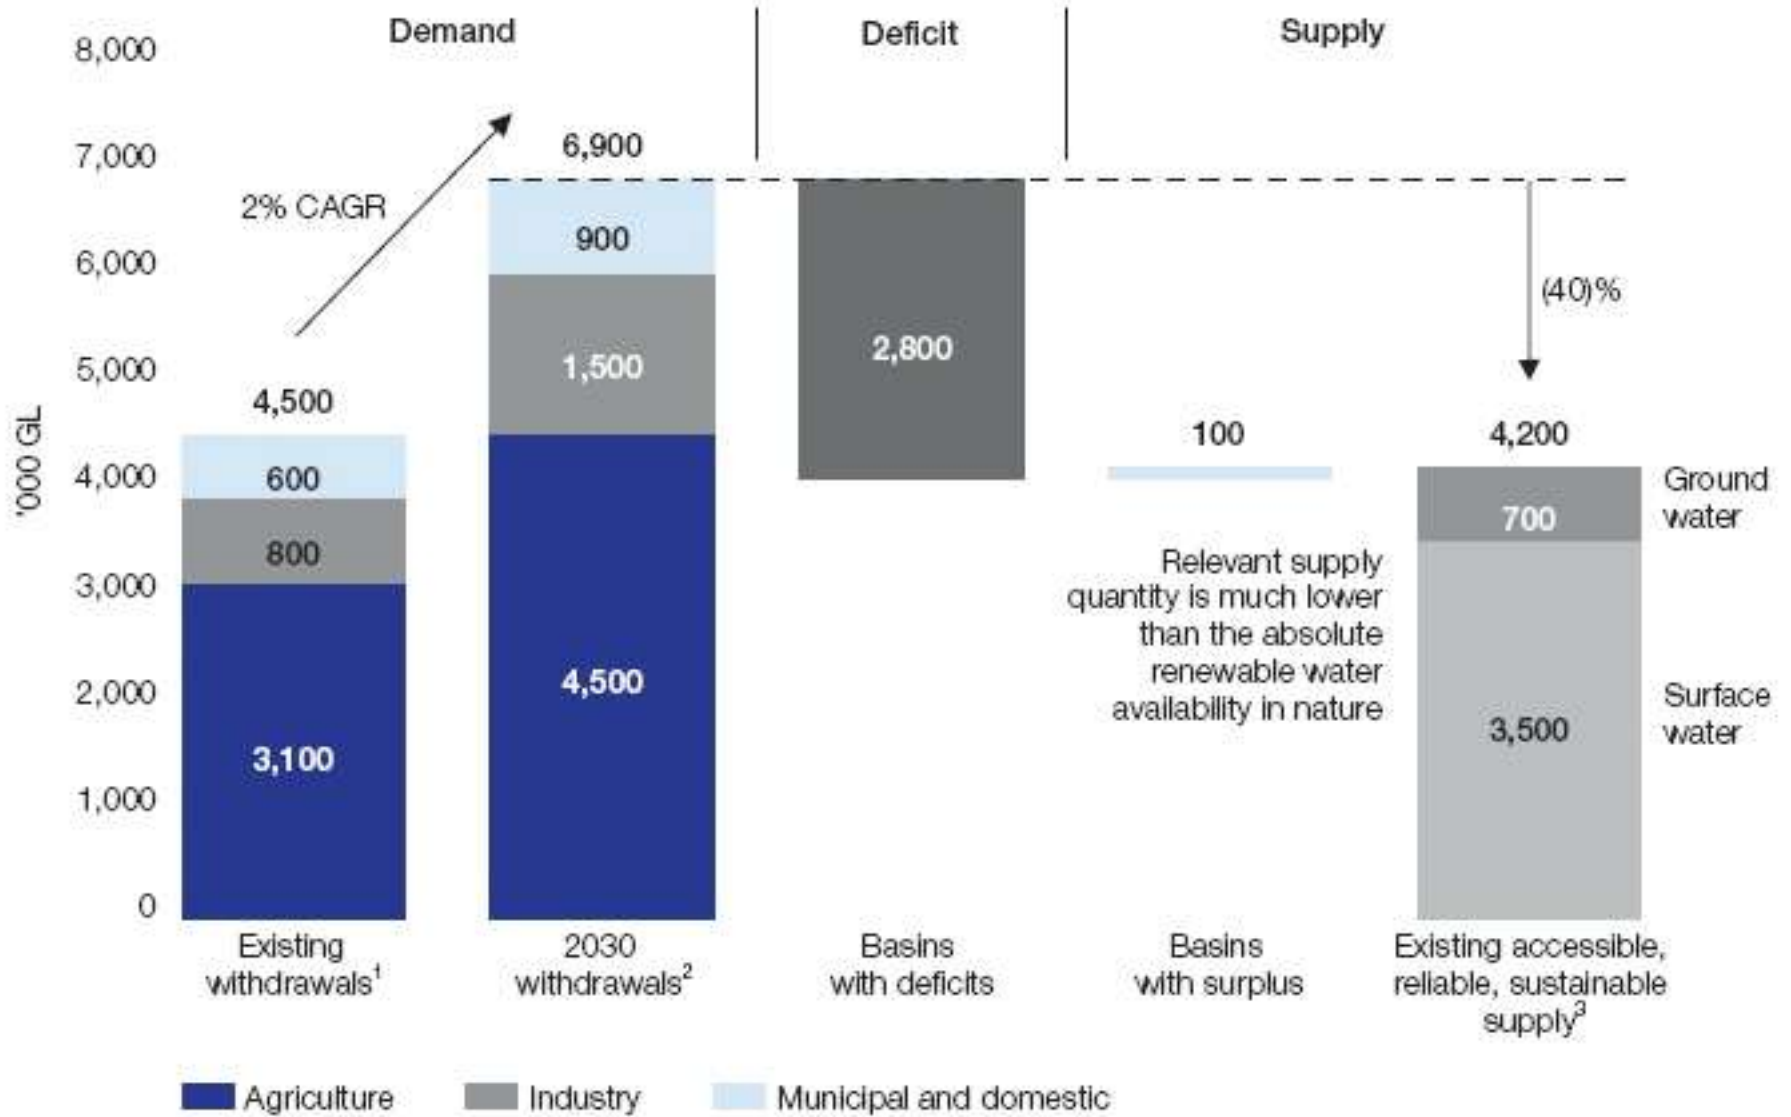 Demand
Deficit
Supply
8,000
7,000
6,000
5,000
4,000
3,000
2,000
1,000
0
'000 GL
2% CAGR
4,500
600
800
3,100
6,900
900
1,500
4,500
2,800
100
Relevant supply
quantity is much lower
than the absolute
renewable water
availability in nature
(40)%
4,200
700
3,500
Ground
water
Surface
water
Existing
withdrawals¹
2030
withdrawals²
Basins
with deficits
Basins
with surplus
Existing accessible,
reliable, sustainable
supply³
Agriculture
Industry
Municipal and domestic